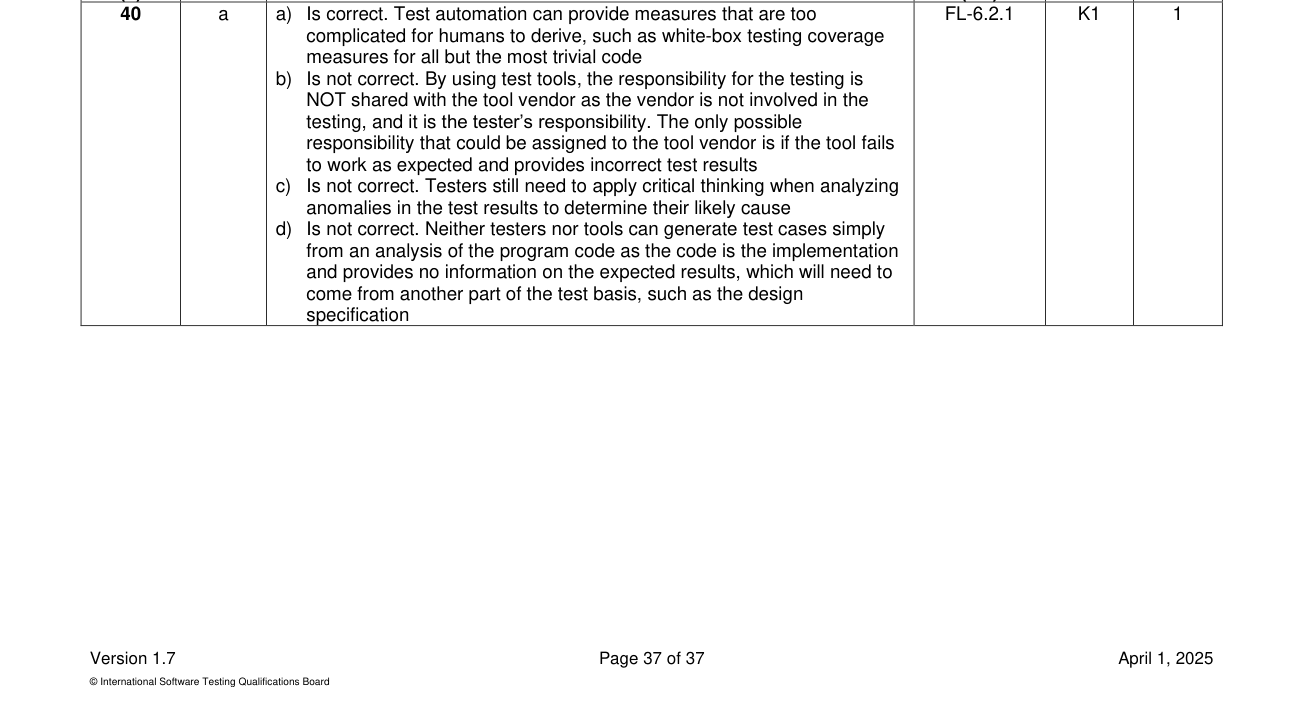 40 a a) Is correct. Test automation can provide measures that are too FL-6.2.1 K1 1
complicated for humans to derive, such as white-box testing coverage
measures for all but the most trivial code
b) Is not correct. By using test tools, the responsibility for the testing is
NOT shared with the tool vendor as the vendor is not involved in the
testing, and it is the tester’s responsibility. The only possible
responsibility that could be assigned to the tool vendor is if the tool fails
to work as expected and provides incorrect test results
c) Is not correct. Testers still need to apply critical thinking when analyzing
anomalies in the test results to determine their likely cause
d) Is not correct. Neither testers nor tools can generate test cases simply
from an analysis of the program code as the code is the implementation
and provides no information on the expected results, which will need to
come from another part of the test basis, such as the design
specification
Version 1.7 Page 37 of 37 April 1, 2025
© International Software Testing Qualifications Board